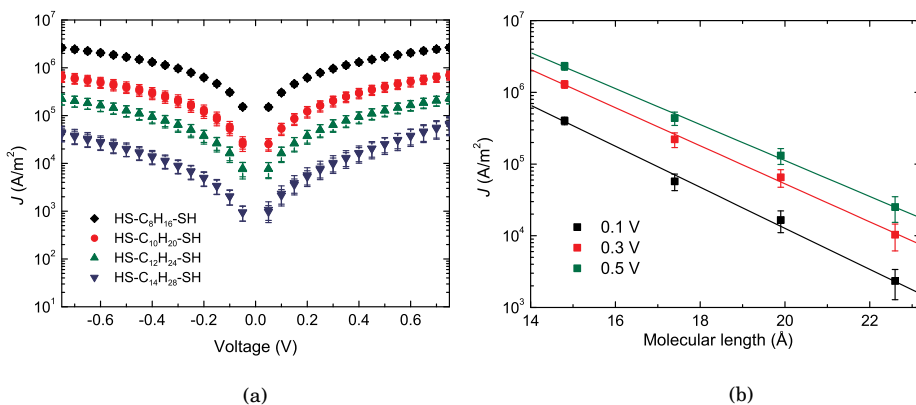 10⁷
10⁶
10⁵
10⁴
10³
10²
10¹
J (A/m²)
HS-C₈H₁₆-SH
HS-C₁₀H₂₀-SH
HS-C₁₂H₂₄-SH
HS-C₁₄H₂₈-SH
-0.6 -0.4 -0.2 0.0 0.2 0.4 0.6
Voltage (V)
(a)
10⁷
10⁶
10⁵
10⁴
10³
J (A/m²)
0.1 V
0.3 V
0.5 V
14 16 18 20 22
Molecular length (Å)
(b)